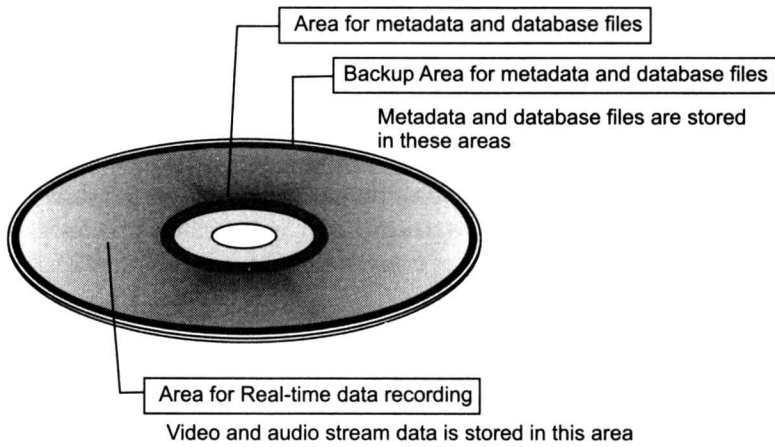 Area for metadata and database files
Backup Area for metadata and database files
Metadata and database files are stored
in these areas
Area for Real-time data recording
Video and audio stream data is stored in this area